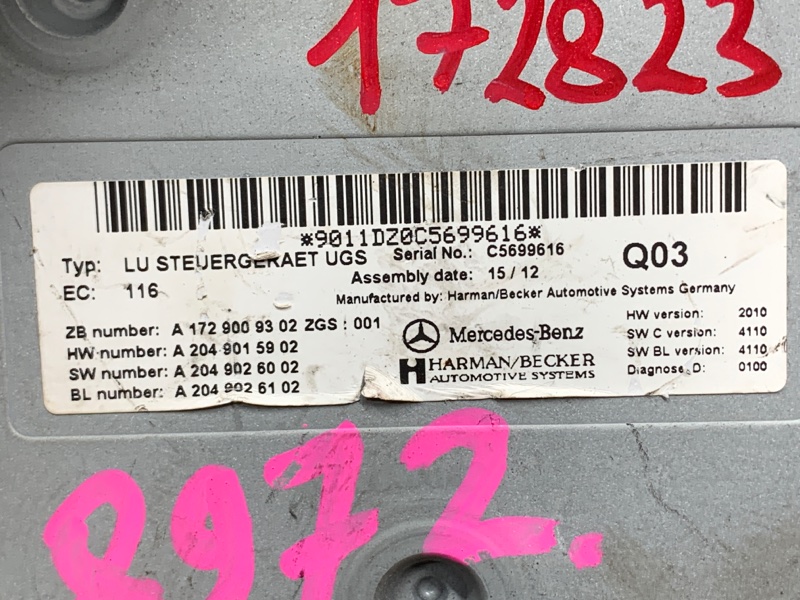 172823
*9011DZ0C5699616*
Typ: LU STEUERGERAET UGS Serial No.: C5699616 Q03
EC: 116 Assembly date: 15/12
Manufactured by: Harman/Becker Automotive Systems Germany
ZB number: A 172 900 93 02 ZGS: 001
HW number: A 204 901 59 02
SW number: A 204 902 60 02
BL number: A 204 902 61 02
Mercedes-Benz
HARMAN/BECKER
AUTOMOTIVE SYSTEMS
HW version: 2010
SW C version: 4110
SW BL version: 4110
Diagnose D: 0100
8972.